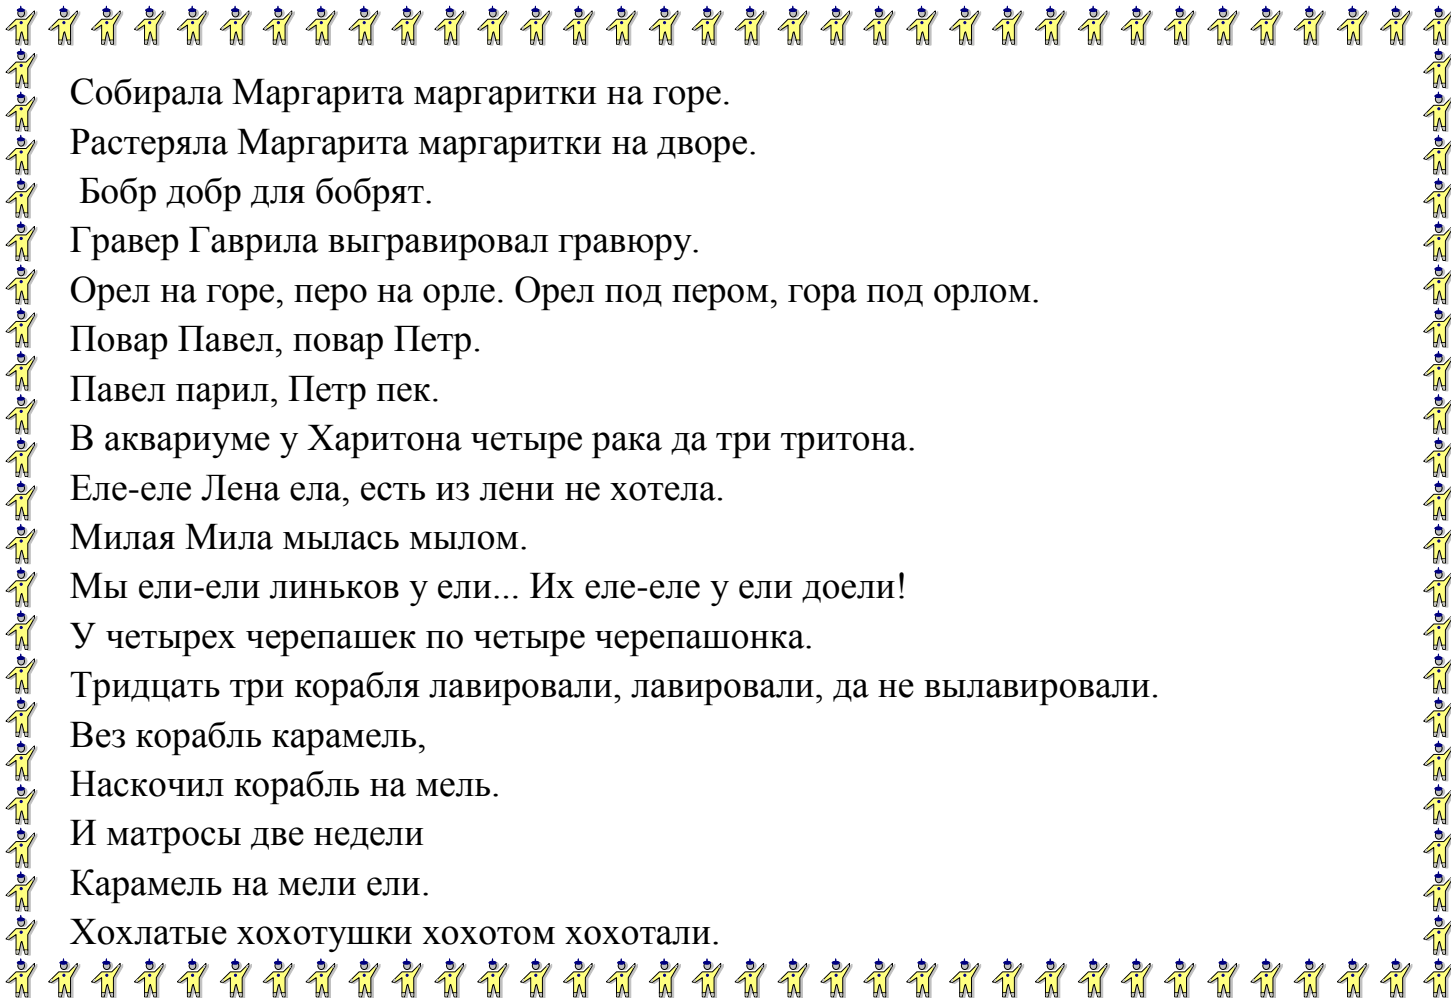 Собирала Маргарита маргаритки на горе.
Растеряла Маргарита маргаритки на дворе.
Бобр добр для бобрят.
Гравер Гаврила выгравировал гравюру.
Орел на горе, перо на орле. Орел под пером, гора под орлом.
Повар Павел, повар Петр.
Павел парил, Петр пек.
В аквариуме у Харитона четыре рака да три тритона.
Еле-еле Лена ела, есть из лени не хотела.
Милая Мила мылась мылом.
Мы ели-ели линьков у ели... Их еле-еле у ели доели!
У четырех черепашек по четыре черепашонка.
Тридцать три корабля лавировали, лавировали, да не вылавировали.
Вез корабль карамель,
Наскочил корабль на мель.
И матросы две недели
Карамель на мели ели.
Хохлатые хохотушки хохотом хохотали.